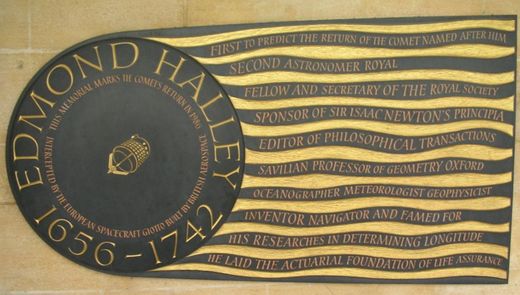 EDMOND HALLEY
1656-1742
THIS MEMORIAL MARKS THE COMET'S RETURN IN 1986
INTERCEPTED BY THE EUROPEAN SPACECRAFT GIOTTO BUILT BY BRITISH AEROSPACE
FIRST TO PREDICT THE RETURN OF THE COMET NAMED AFTER HIM
SECOND ASTRONOMER ROYAL
FELLOW AND SECRETARY OF THE ROYAL SOCIETY
SPONSOR OF SIR ISAAC NEWTON'S PRINCIPIA
EDITOR OF PHILOSOPHICAL TRANSACTIONS
SAVILIAN PROFESSOR OF GEOMETRY OXFORD
OCEANOGRAPHER METEOROLOGIST GEOPHYSICIST
INVENTOR NAVIGATOR AND FAMED FOR
HIS RESEARCHES IN DETERMINING LONGITUDE
HE LAID THE ACTUARIAL FOUNDATION OF LIFE ASSURANCE